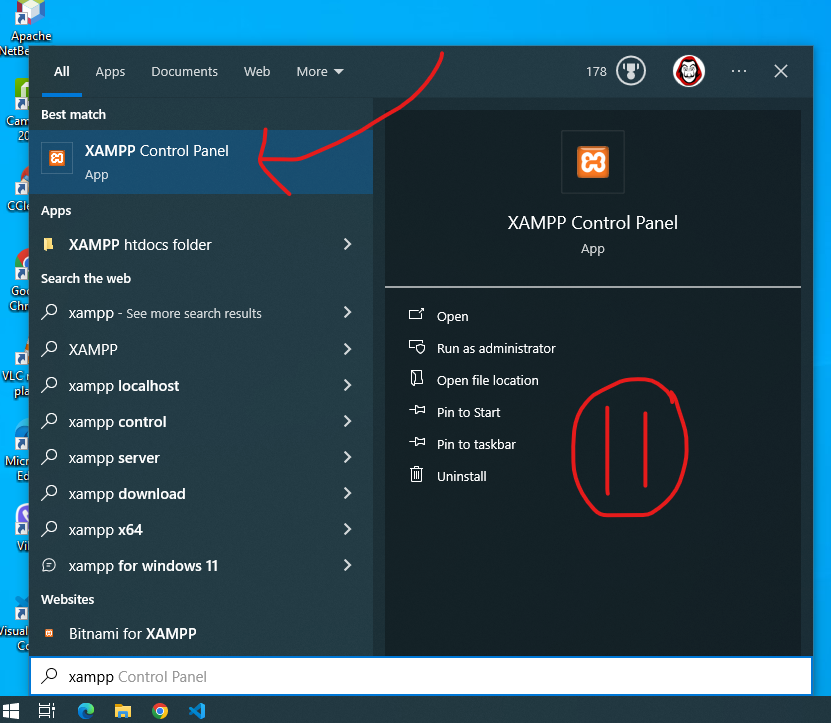 Apache
NetBe
Cam
20
CCle
Goo
Chr
VLC
pla
Micr
Ed
Vi
Visual
Co
All
Apps
Documents
Web
More
178
Best match
XAMPP Control Panel
App
Apps
XAMPP htdocs folder
Search the web
xampp - See more search results
XAMPP
xampp localhost
xampp control
xampp server
xampp download
xampp x64
xampp for windows 11
Websites
Bitnami for XAMPP
xampp Control Panel
XAMPP Control Panel
App
Open
Run as administrator
Open file location
Pin to Start
Pin to taskbar
Uninstall
11